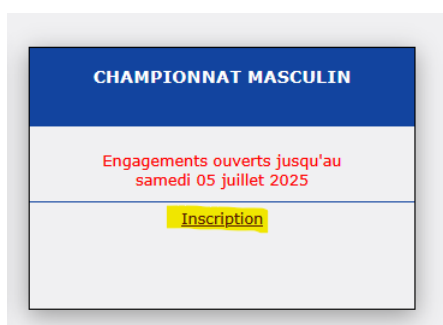 CHAMPIONNAT MASCULIN
Engagements ouverts jusqu'au
samedi 05 juillet 2025
Inscription